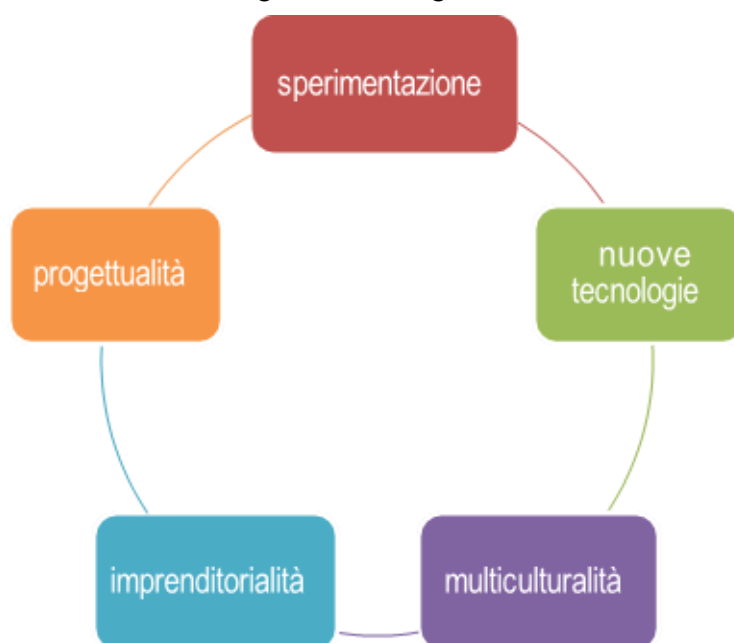 sperimentazione
nuove
tecnologie
multiculturalità
imprenditorialità
progettualità